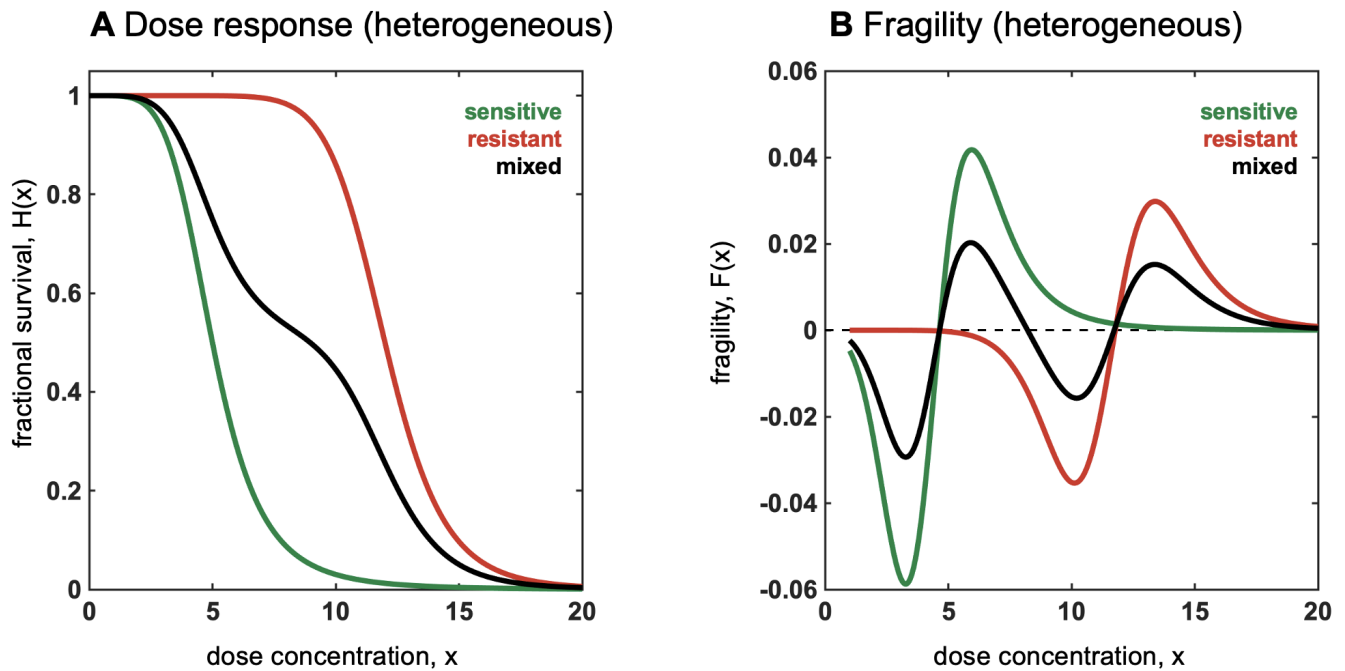 A Dose response (heterogeneous)
fractional survival, H(x)
1
0.8
0.6
0.4
0.2
0
sensitive
resistant
mixed
0 5 10 15 20
dose concentration, x
B Fragility (heterogeneous)
fragility, F(x)
0.06
0.04
0.02
0
-0.02
-0.04
-0.06
sensitive
resistant
mixed
0 5 10 15 20
dose concentration, x